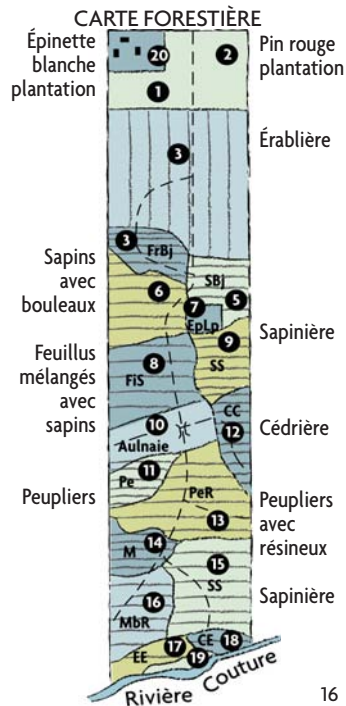 CARTE FORESTIÈRE
Épinette
blanche
plantation
20
2
Pin rouge
plantation
1
Érablière
3
3
FrBj
Sapins
avec
bouleaux
6
SBj
5
7
EpLp
9
SS
Sapinière
Feuillus
mélangés
avec
sapins
8
FiS
CC
10
Aulnaie
12
Cédrière
11
Pe
Peupliers
PeR
13
Peupliers
avec
résineux
14
M
15
SS
Sapinière
16
MbR
17
EE
CE
18
19
Rivière Couture
16